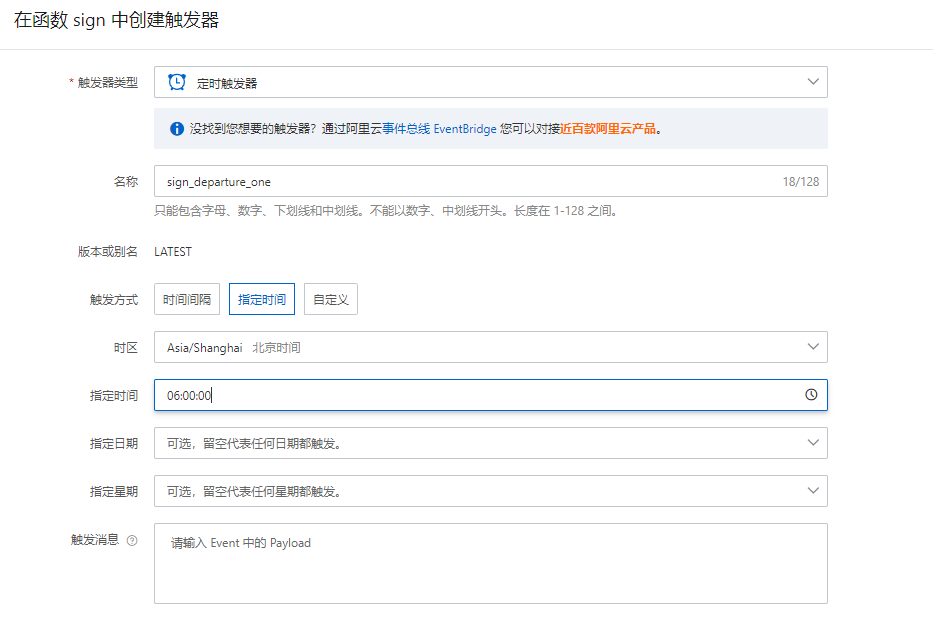 在函数 sign 中创建触发器
* 触发器类型 定时触发器
没找到您想要的触发器？通过阿里云事件总线 EventBridge 您可以对接近百款阿里云产品。
名称 sign_departure_one 18/128
只能包含字母、数字、下划线和中划线。不能以数字、中划线开头。长度在 1-128 之间。
版本或别名 LATEST
触发方式 时间间隔 指定时间 自定义
时区 Asia/Shanghai 北京时间
指定时间 06:00:00
指定日期 可选，留空代表任何日期都触发。
指定星期 可选，留空代表任何星期都触发。
触发消息 请输入 Event 中的 Payload